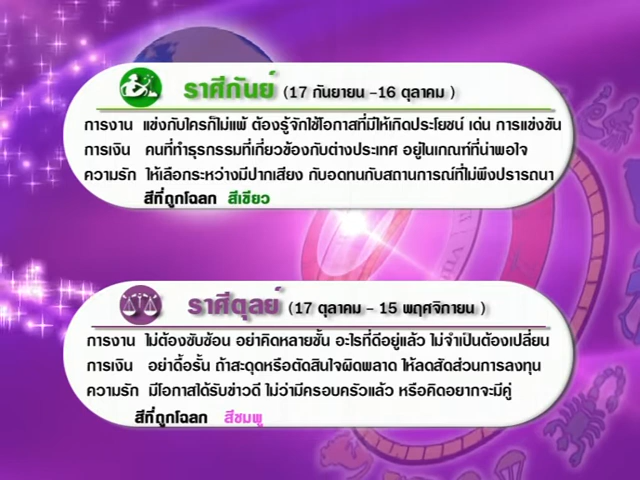 ราศีกันย์ (17 กันยายน -16 ตุลาคม )
การงาน แข่งกับใครก็ไม่แพ้ ต้องรู้จักใช้โอกาสที่มีให้เกิดประโยชน์ เด่น การแข่งขัน
การเงิน คนที่ทำธุรกรรมที่เกี่ยวข้องกับต่างประเทศ อยู่ในเกณฑ์ที่น่าพอใจ
ความรัก ให้เลือกระหว่างมีปากเสียง กับอดทนกับสถานการณ์ที่ไม่พึงปรารถนา
สีที่ถูกโฉลก สีเขียว
ราศีตุลย์ (17 ตุลาคม - 15 พฤศจิกายน )
การงาน ไม่ต้องซับซ้อน อย่าคิดหลายชั้น อะไรที่ดีอยู่แล้ว ไม่จำเป็นต้องเปลี่ยน
การเงิน อย่าดื้อรั้น ถ้าสะดุดหรือตัดสินใจผิดพลาด ให้ลดสัดส่วนการลงทุน
ความรัก มีโอกาสได้รับข่าวดี ไม่ว่ามีครอบครัวแล้ว หรือคิดอยากจะมีคู่
สีที่ถูกโฉลก สีชมพู